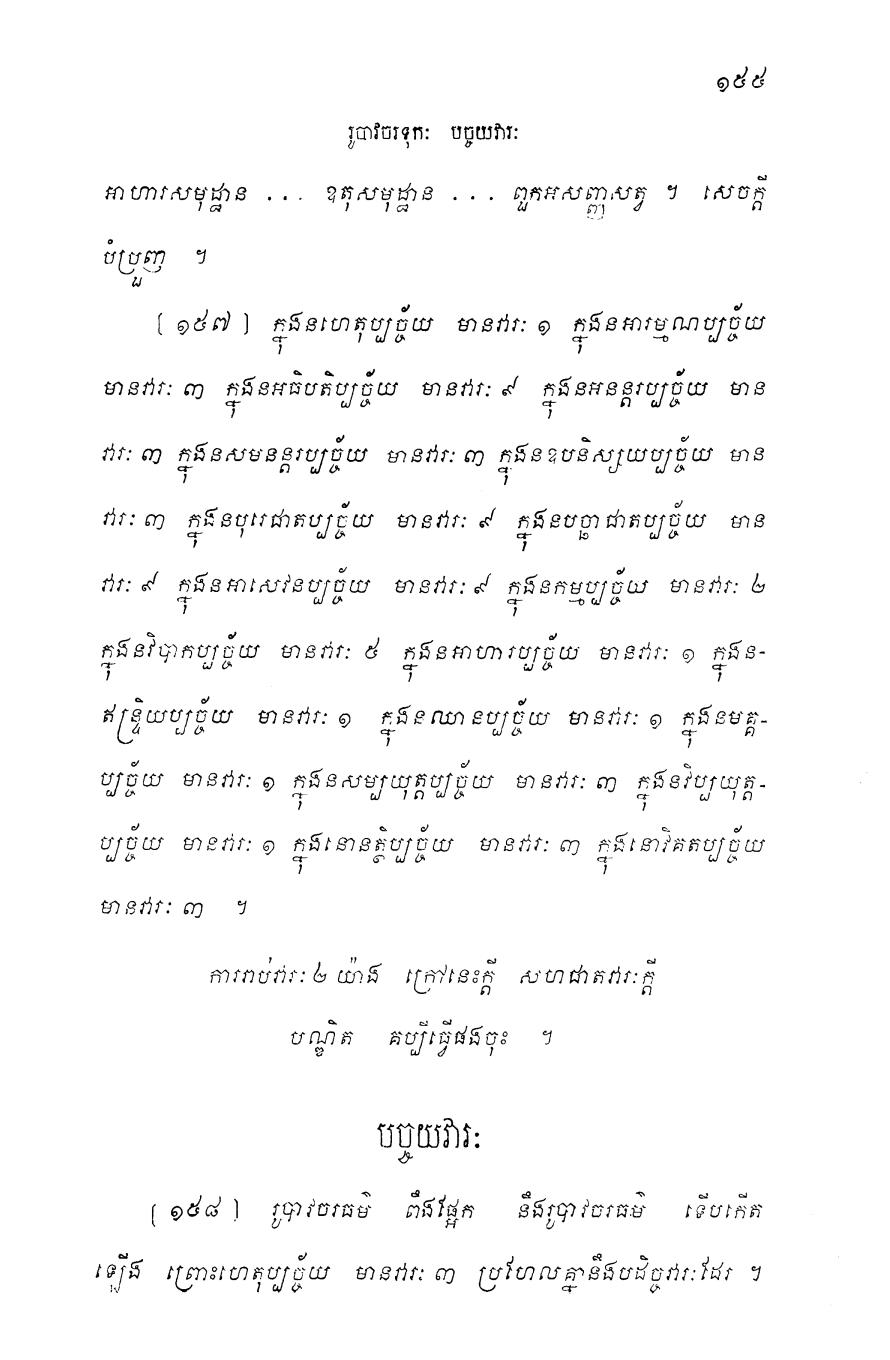 ១៥៥
រូបាវចរទុកៈ បច្ចយវារៈ
អាហារសមុដ្ឋាន ... ឧតុសមុដ្ឋាន ... ពួកអសញ្ញសត្វ ។ សេចក្តី
បំប្រួញ ។
[ ១៥៧ ] ក្នុងនហេតុប្បច្ច័យ មានវារៈ ១ ក្នុងនអារម្មណប្បច្ច័យ
មានវារៈ ៣ ក្នុងនអធិបតិប្បច្ច័យ មានវារៈ ៩ ក្នុងនអនន្តរប្បច្ច័យ មាន
វារៈ ៣ ក្នុងនសមនន្តរប្បច្ច័យ មានវារៈ ៣ ក្នុងនឧបនិស្សយប្បច្ច័យ មាន
វារៈ ៣ ក្នុងនបុរេជាតប្បច្ច័យ មានវារៈ ៩ ក្នុងនបច្ឆាជាតប្បច្ច័យ មាន
វារៈ ៩ ក្នុងនអាសេវនប្បច្ច័យ មានវារៈ ៩ ក្នុងនកម្មប្បច្ច័យ មានវារៈ ២
ក្នុងនវិបាកប្បច្ច័យ មានវារៈ ៥ ក្នុងនអាហារប្បច្ច័យ មានវារៈ ១ ក្នុងន-
ឥន្ទ្រិយប្បច្ច័យ មានវារៈ ១ ក្នុងនឈានប្បច្ច័យ មានវារៈ ១ ក្នុងនមគ្គ-
ប្បច្ច័យ មានវារៈ ១ ក្នុងនសម្បយុត្តប្បច្ច័យ មានវារៈ ៣ ក្នុងនវិប្បយុត្ត-
ប្បច្ច័យ មានវារៈ ១ ក្នុងនោនត្ថិប្បច្ច័យ មានវារៈ ៣ ក្នុងនោវិគតប្បច្ច័យ
មានវារៈ ៣ ។
ការរាប់វារៈ ២ យ៉ាង ក្រៅនេះក្តី សហជាតវារៈក្តី
បណ្ឌិត គប្បីធ្វើផងចុះ ។
បច្ចយវារៈ
[ ១៥៨ ] រូបាវចរធម៌ ពឹងផ្អែក នឹងរូបាវចរធម៌ ទើបកើត
ឡើង ព្រោះហេតុប្បច្ច័យ មានវារៈ ៣ ប្រហែលគ្នានឹងបដិច្ចវារៈដែរ ។